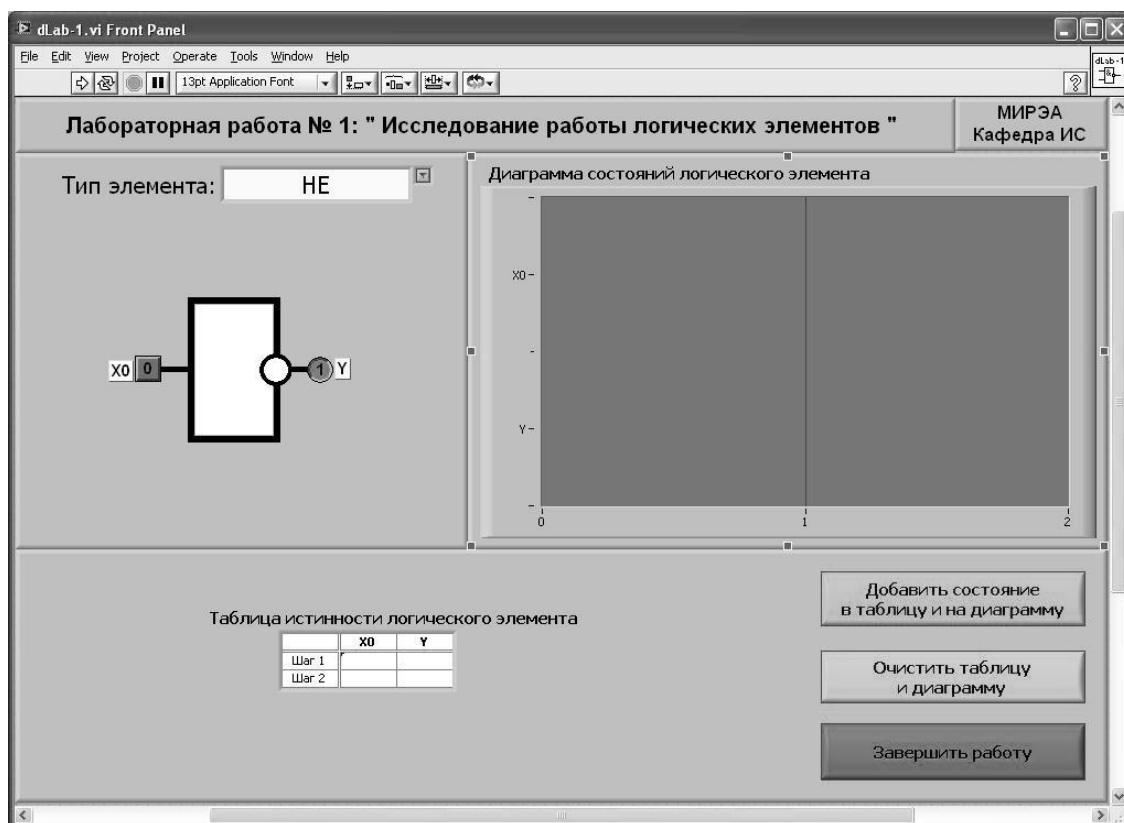 dLab-1.vi Front Panel
File Edit View Project Operate Tools Window Help
13pt Application Font
dLab-1
Лабораторная работа № 1: " Исследование работы логических элементов "
МИРЭА
Кафедра ИС
Тип элемента: НЕ
X0 0 1 Y
Диаграмма состояний логического элемента
X0
Y
0 1 2
Таблица истинности логического элемента
X0 Y
Шаг 1
Шаг 2
Добавить состояние
в таблицу и на диаграмму
Очистить таблицу
и диаграмму
Завершить работу